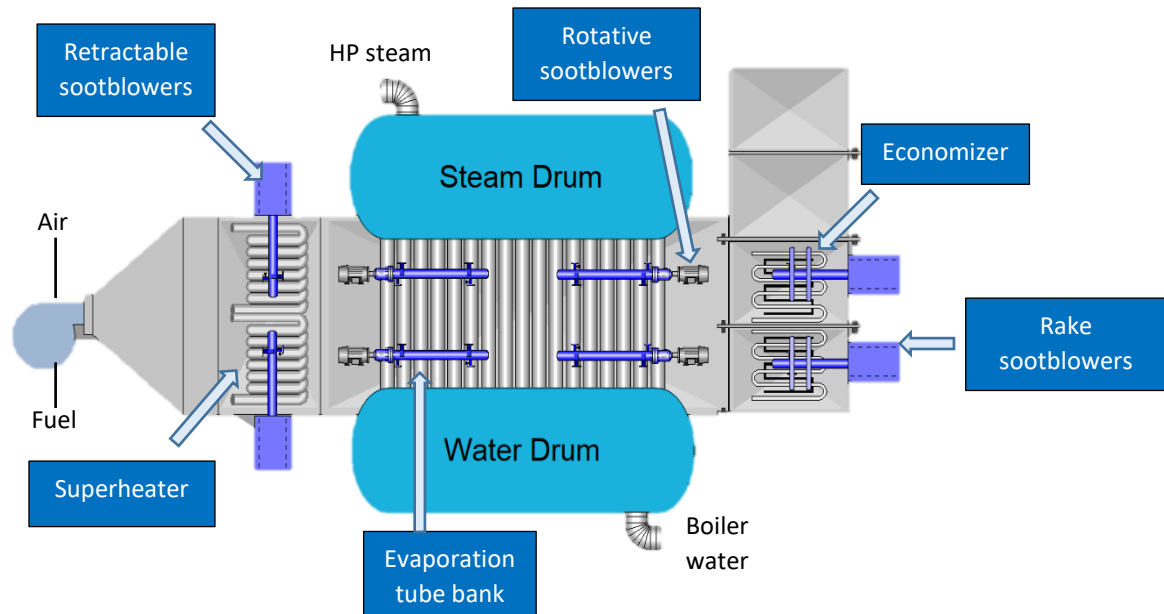 Retractable
sootblowers
HP steam
Rotative
sootblowers
Economizer
Steam Drum
Air
Fuel
Rake
sootblowers
Water Drum
Superheater
Evaporation
tube bank
Boiler
water